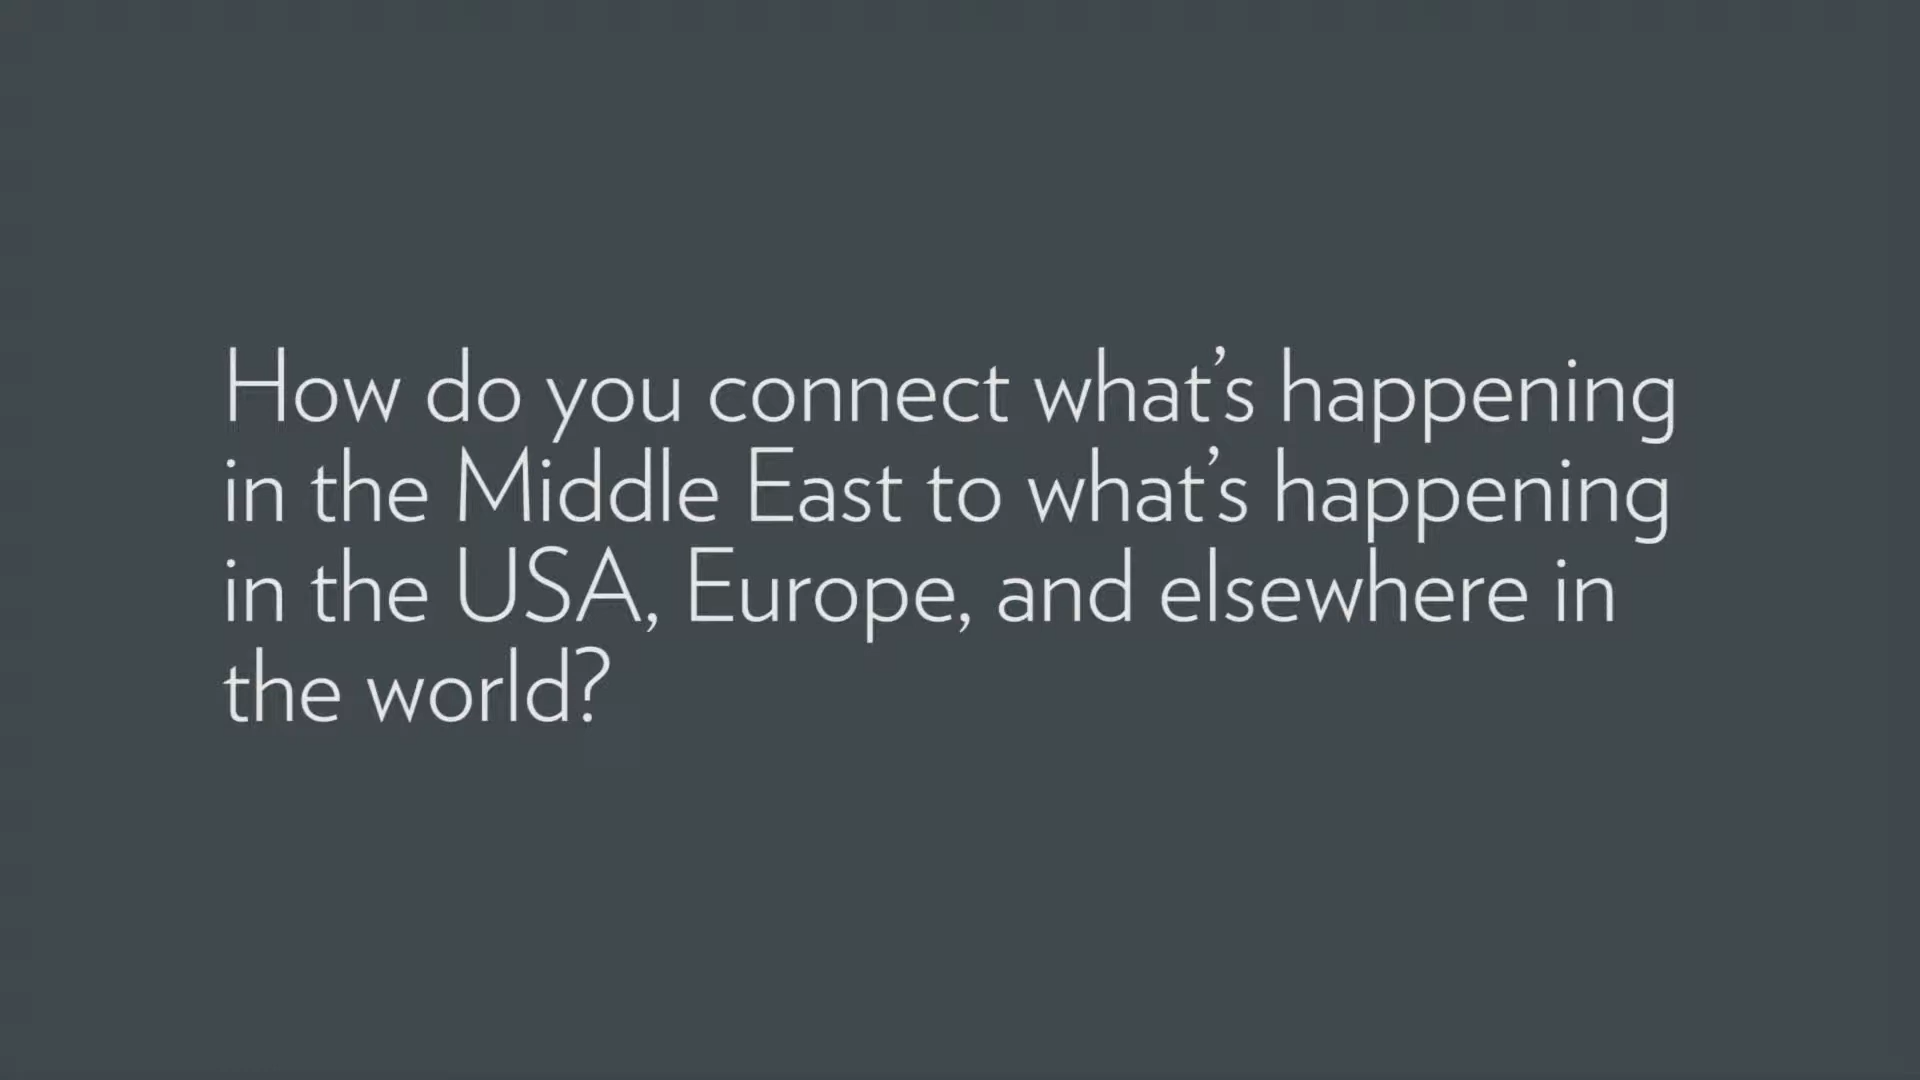 How do you connect what’s happening
in the Middle East to what’s happening
in the USA, Europe, and elsewhere in
the world?